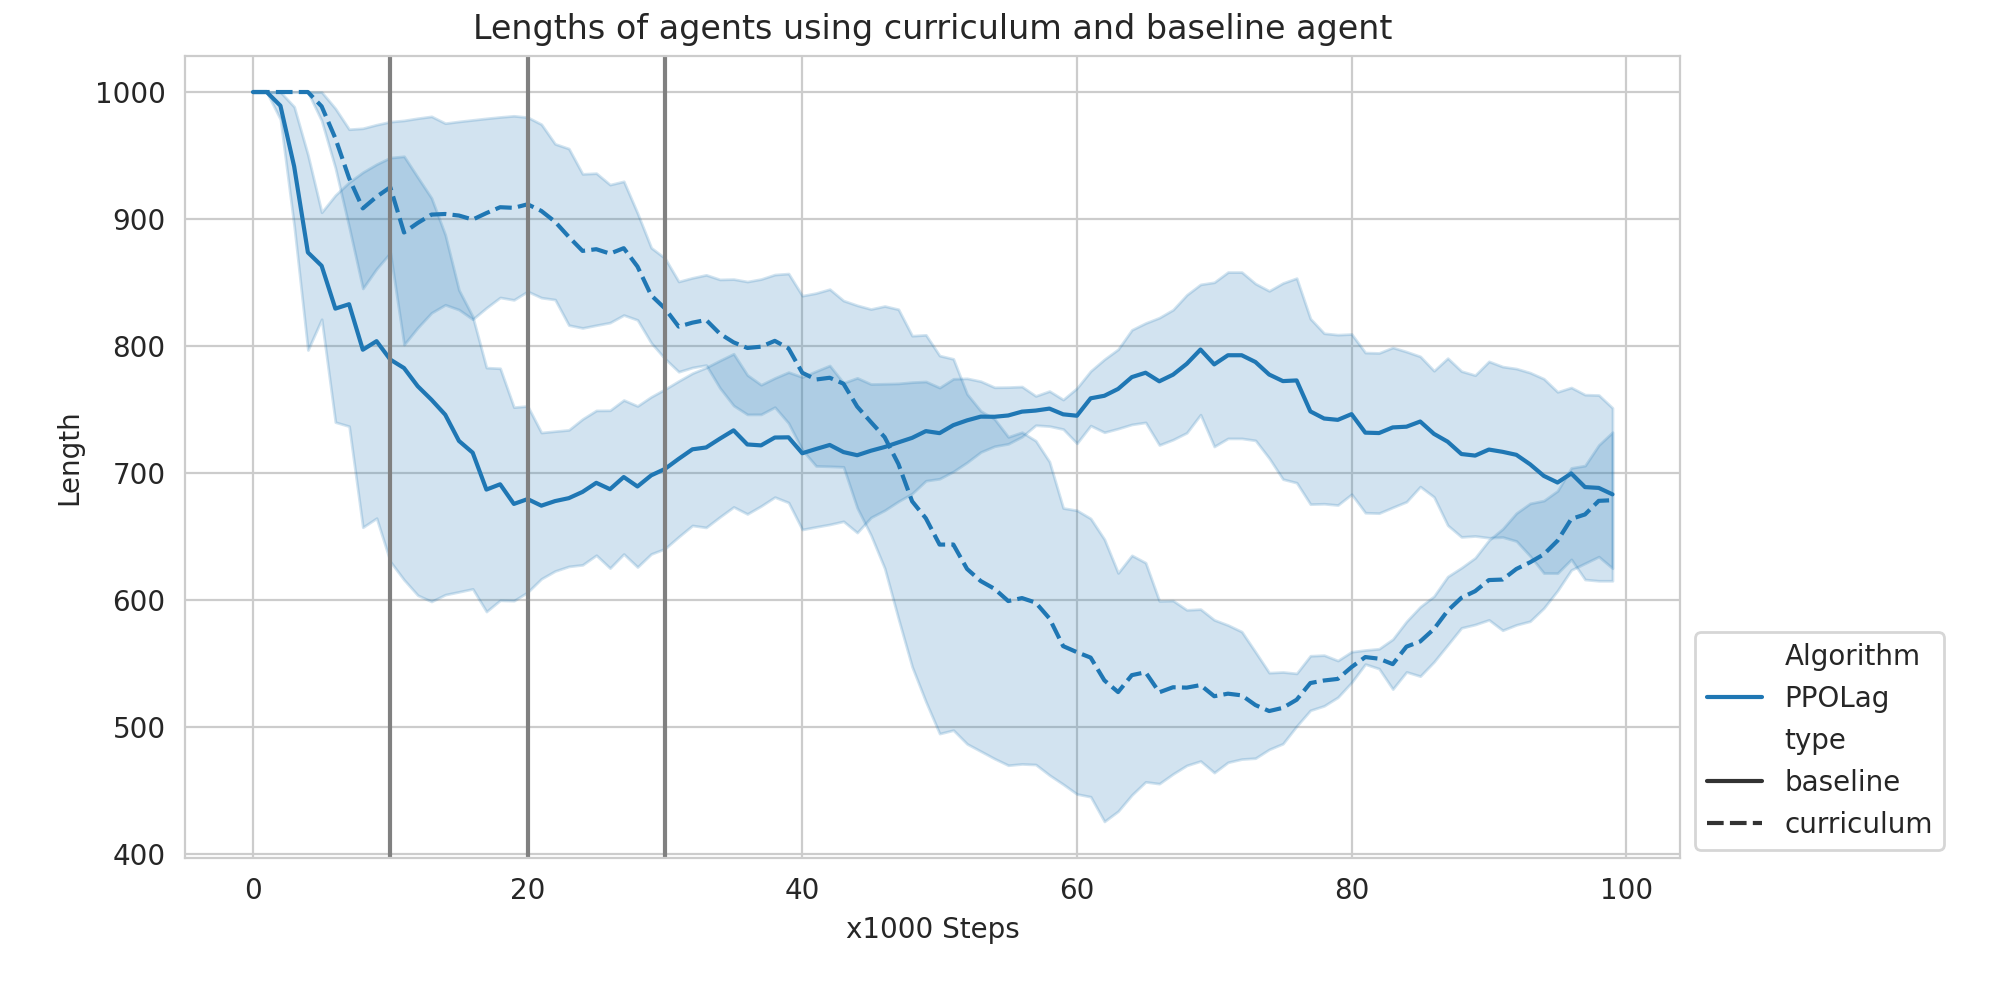 Lengths of agents using curriculum and baseline agent
1000
900
800
700
600
500
400
Length
0
20
40
60
80
100
x1000 Steps
Algorithm
PPOLag
type
baseline
curriculum